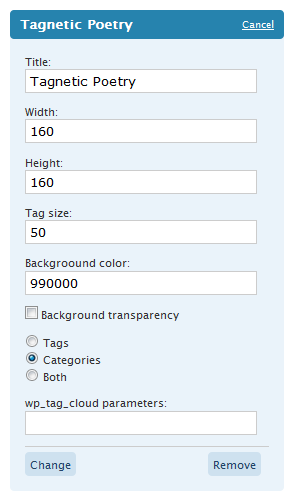 Tagnetic Poetry Cancel
Title:
Tagnetic Poetry
Width:
160
Height:
160
Tag size:
50
Backgroound color:
990000
Background transparency
Tags
Categories
Both
wp_tag_cloud parameters:
Change Remove